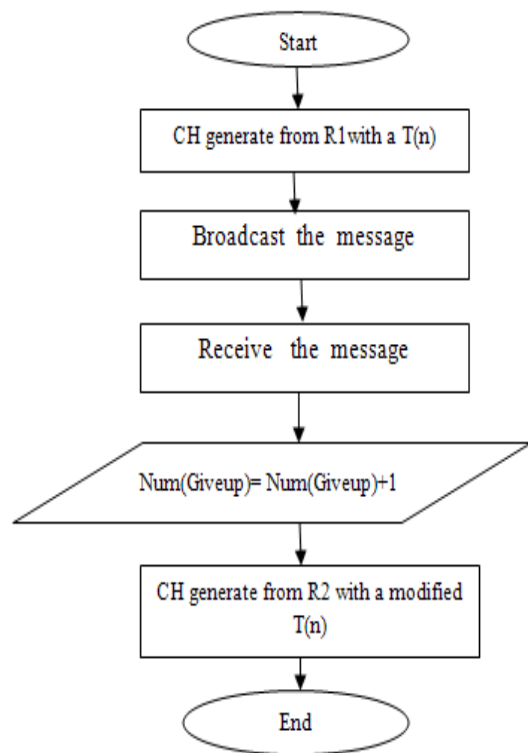 Start
CH generate from R1with a T(n)
Broadcast the message
Receive the message
Num(Giveup)= Num(Giveup)+1
CH generate from R2 with a modified
T(n)
End